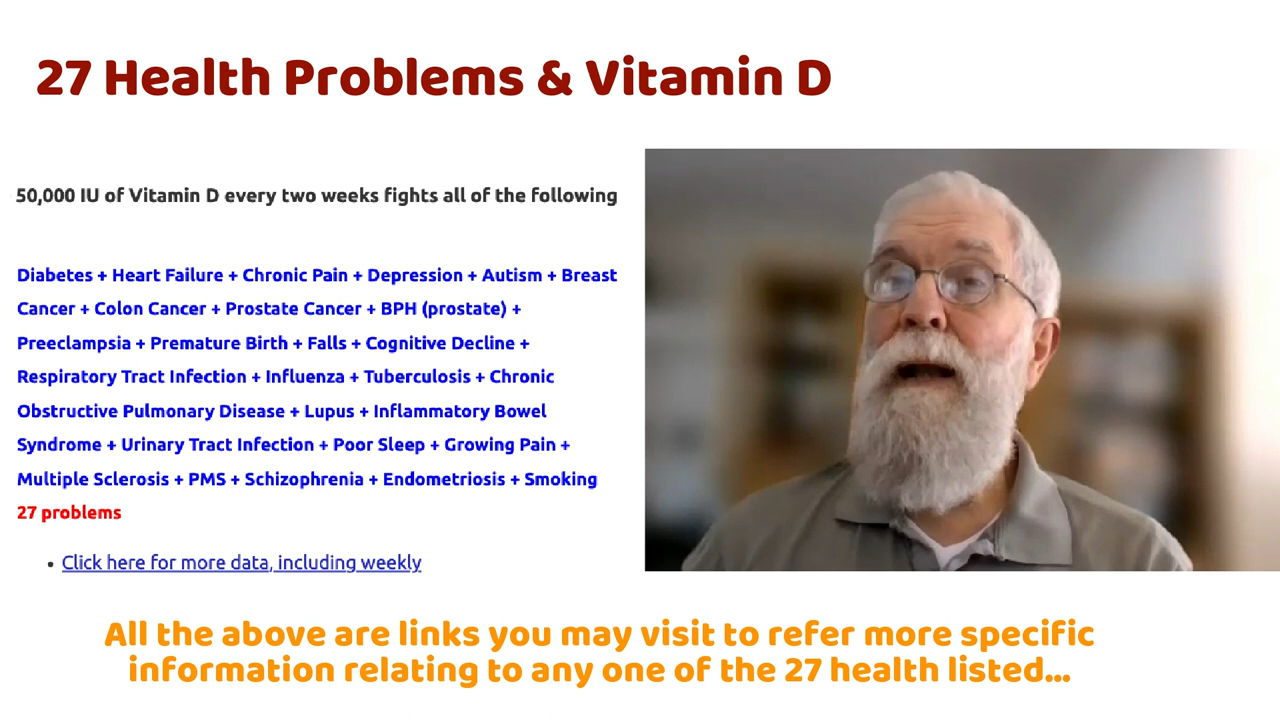 27 Health Problems & Vitamin D
50,000 IU of Vitamin D every two weeks fights all of the following
Diabetes + Heart Failure + Chronic Pain + Depression + Autism + Breast
Cancer + Colon Cancer + Prostate Cancer + BPH (prostate) +
Preeclampsia + Premature Birth + Falls + Cognitive Decline +
Respiratory Tract Infection + Influenza + Tuberculosis + Chronic
Obstructive Pulmonary Disease + Lupus + Inflammatory Bowel
Syndrome + Urinary Tract Infection + Poor Sleep + Growing Pain +
Multiple Sclerosis + PMS + Schizophrenia + Endometriosis + Smoking
27 problems
• Click here for more data, including weekly
All the above are links you may visit to refer more specific
information relating to any one of the 27 health listed...